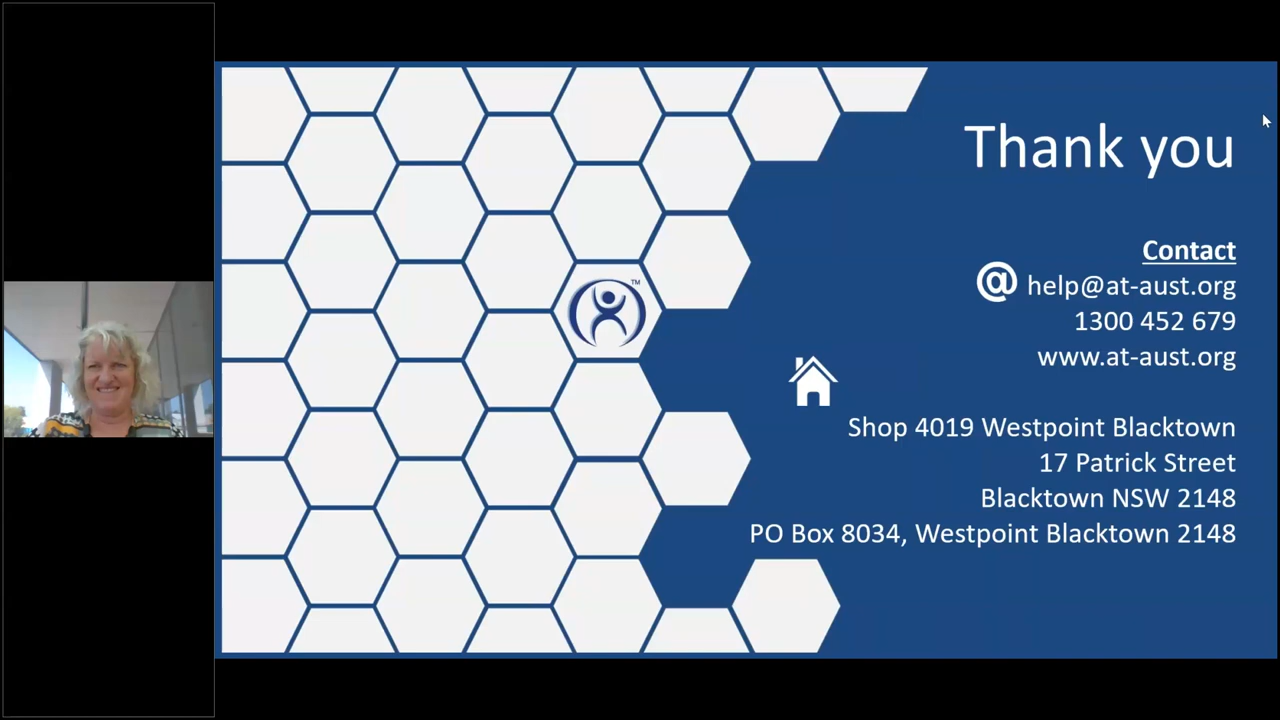 Thank you
Contact
@ help@at-aust.org
1300 452 679
www.at-aust.org
TM
Shop 4019 Westpoint Blacktown
17 Patrick Street
Blacktown NSW 2148
PO Box 8034, Westpoint Blacktown 2148